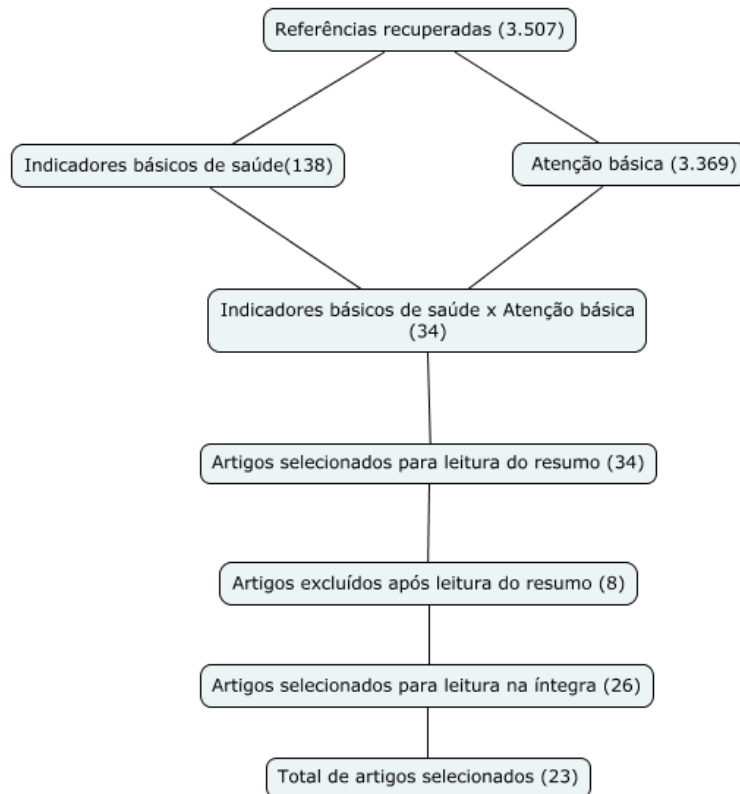 Referências recuperadas (3.507)
Indicadores básicos de saúde(138)
Atenção básica (3.369)
Indicadores básicos de saúde x Atenção básica
(34)
Artigos selecionados para leitura do resumo (34)
Artigos excluídos após leitura do resumo (8)
Artigos selecionados para leitura na íntegra (26)
Total de artigos selecionados (23)